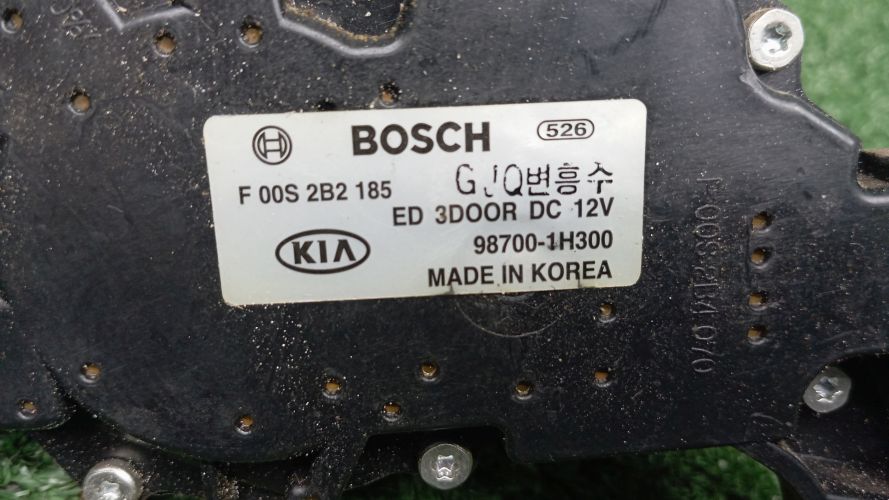 BOSCH 526
F 00S 2B2 185 GJQ변흥수
ED 3DOOR DC 12V
KIA 98700-1H300
MADE IN KOREA